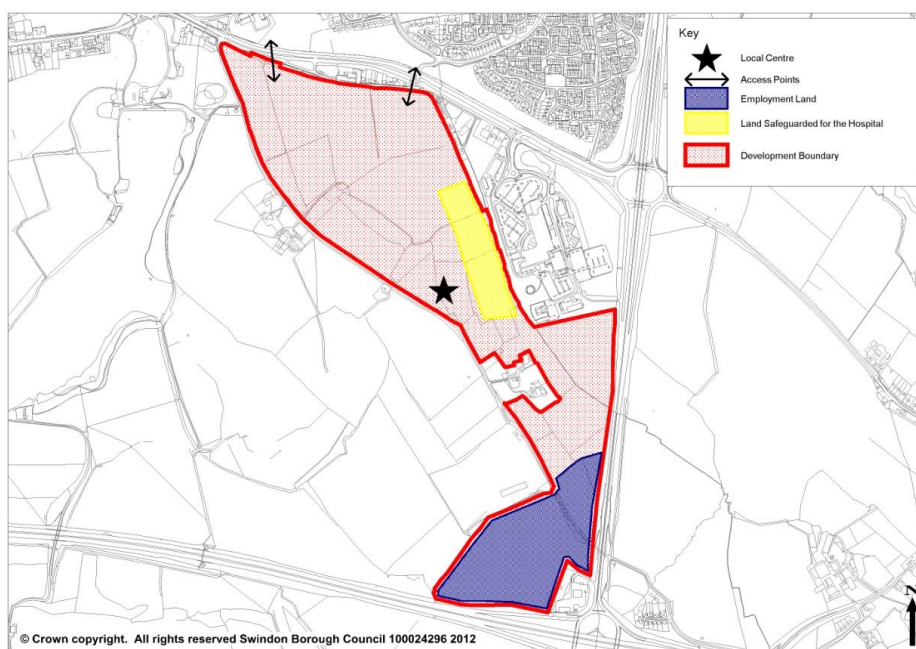 Key
Local Centre
Access Points
Employment Land
Land Safeguarded for the Hospital
Development Boundary
N
© Crown copyright. All rights reserved Swindon Borough Council 100024296 2012